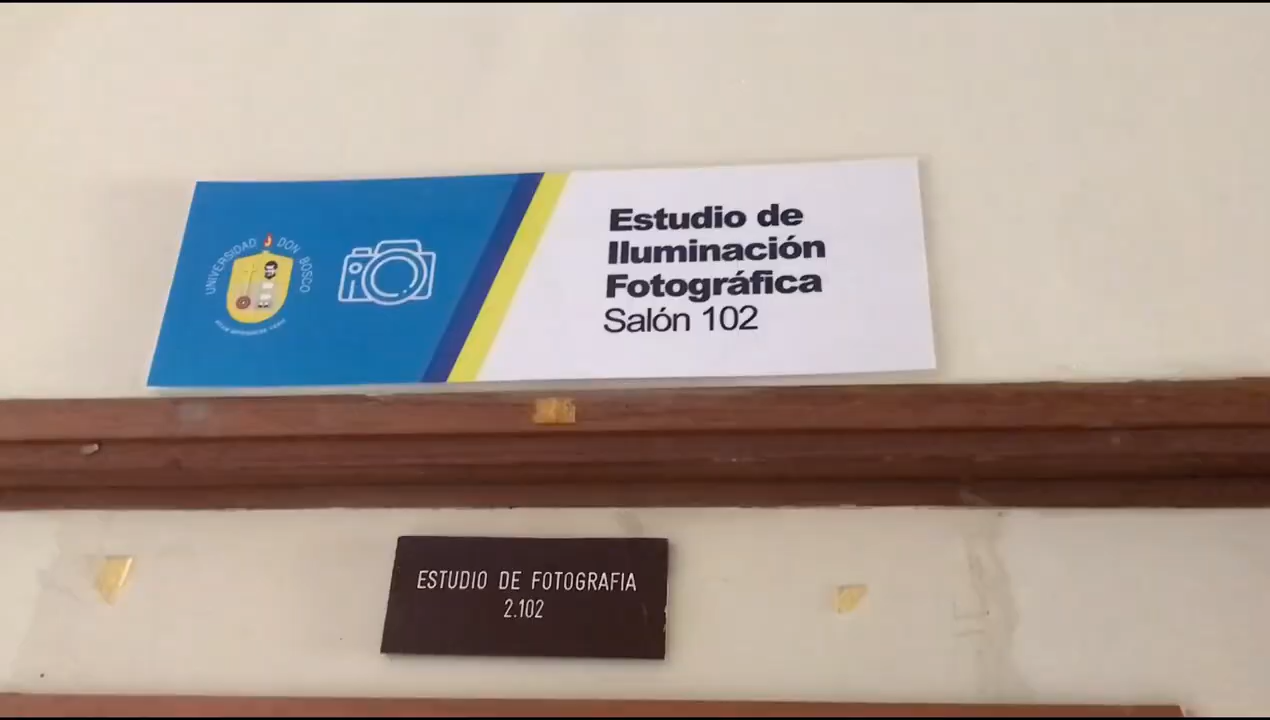 UNIVERSIDAD DON BOSCO
Estudio de
Iluminación
Fotográfica
Salón 102
ESTUDIO DE FOTOGRAFIA
2.102